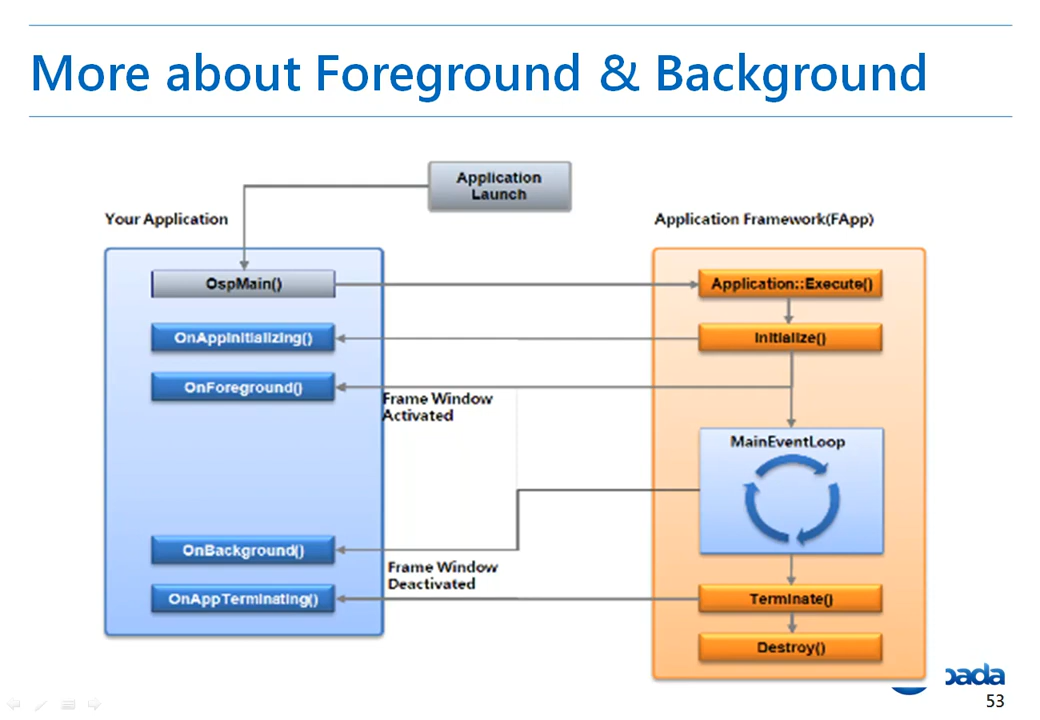 More about Foreground & Background
Application
Launch
Your Application
Application Framework(FApp)
OspMain()
Application::Execute()
OnAppInitializing()
Initialize()
OnForeground()
Frame Window
Activated
MainEventLoop
OnBackground()
Frame Window
Deactivated
OnAppTerminating()
Terminate()
Destroy()
53